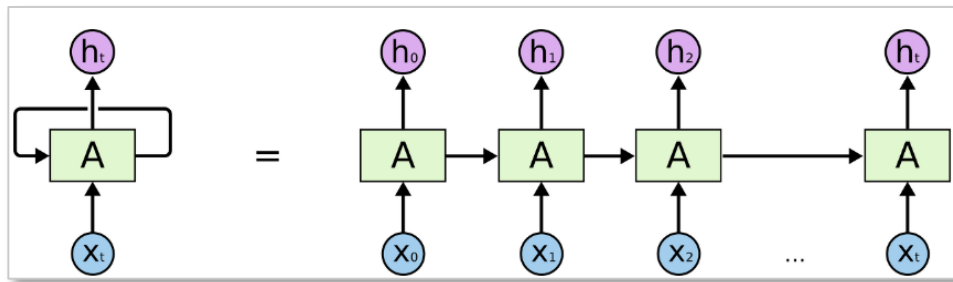 hₜ h₀ h₁ h₂ hₜ
A = A A A A
xₜ x₀ x₁ x₂ ... xₜ